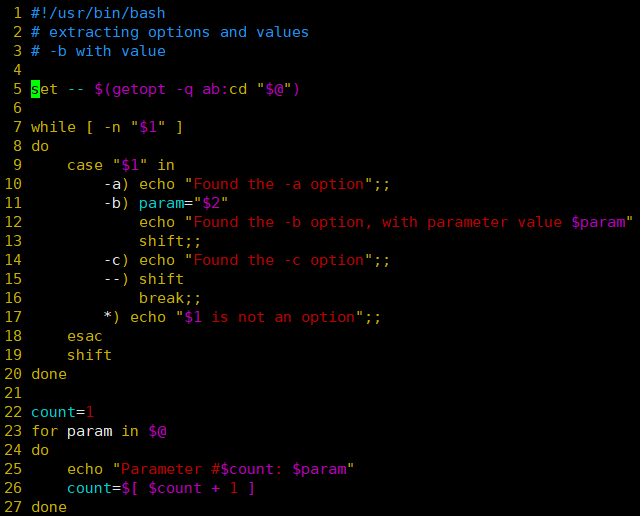 1 #!/usr/bin/bash
2 # extracting options and values
3 # -b with value
4
5 set -- $(getopt -q ab:cd "$@")
6
7 while [ -n "$1" ]
8 do
9     case "$1" in
10         -a) echo "Found the -a option";;
11         -b) param="$2"
12             echo "Found the -b option, with parameter value $param"
13             shift;;
14         -c) echo "Found the -c option";;
15         --) shift
16             break;;
17         *) echo "$1 is not an option";;
18     esac
19     shift
20 done
21
22 count=1
23 for param in $@
24 do
25     echo "Parameter #$count: $param"
26     count=$[ $count + 1 ]
27 done